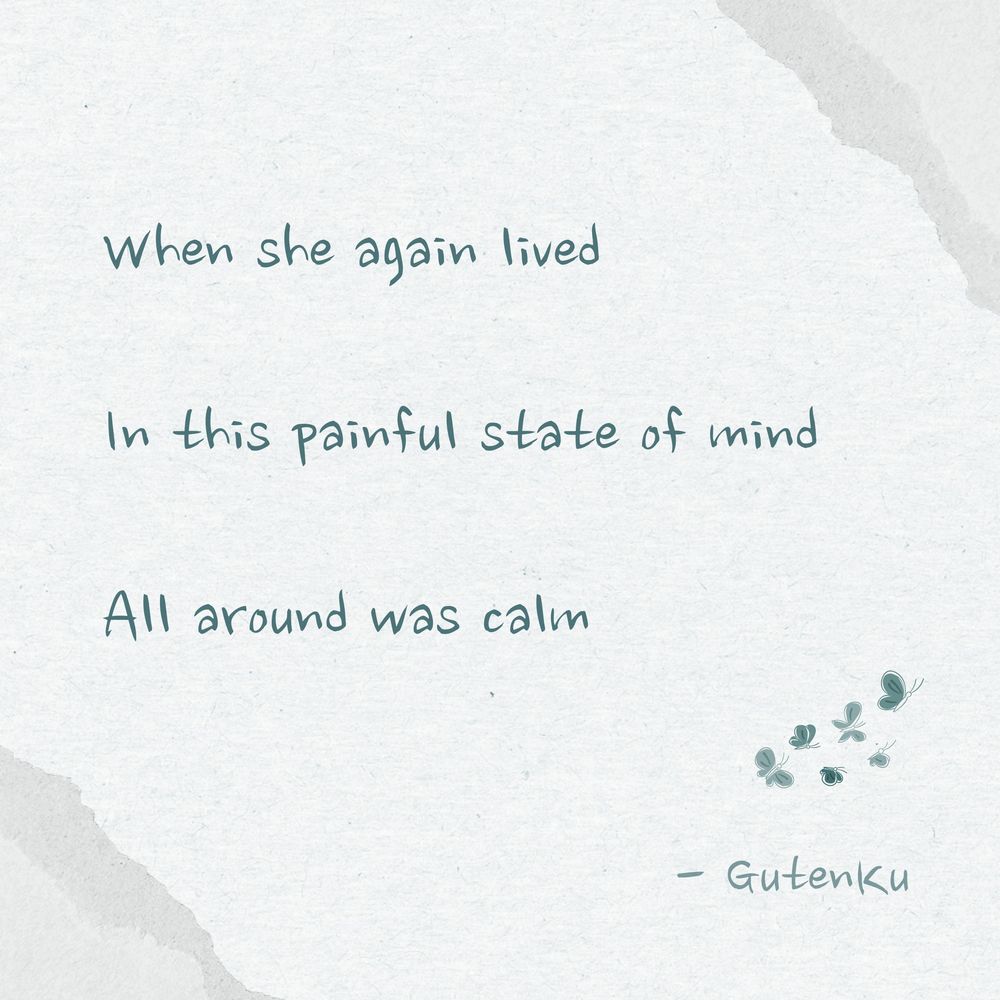 When she again lived
In this painful state of mind
All around was calm
- GutenKu